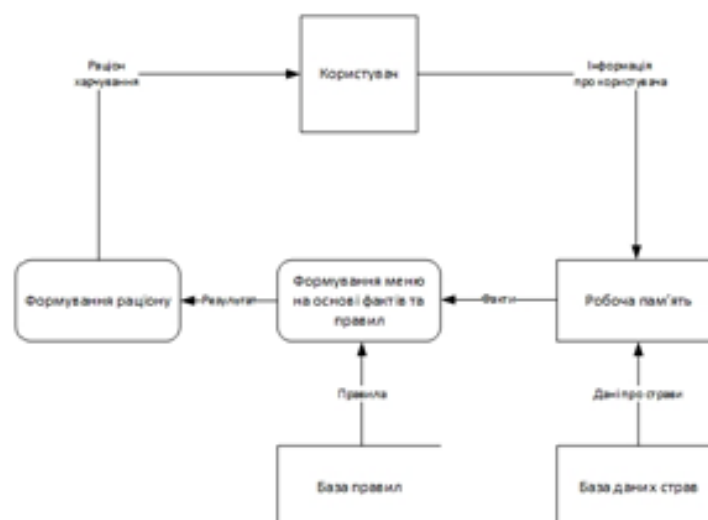 Раціон
харчування
Користувач
Інформація
про користувача
Формування раціону
Результат
Формування меню
на основі фактів та
правил
Факти
Робоча пам'ять
Правила
Дані про страви
База правил
База даних страв